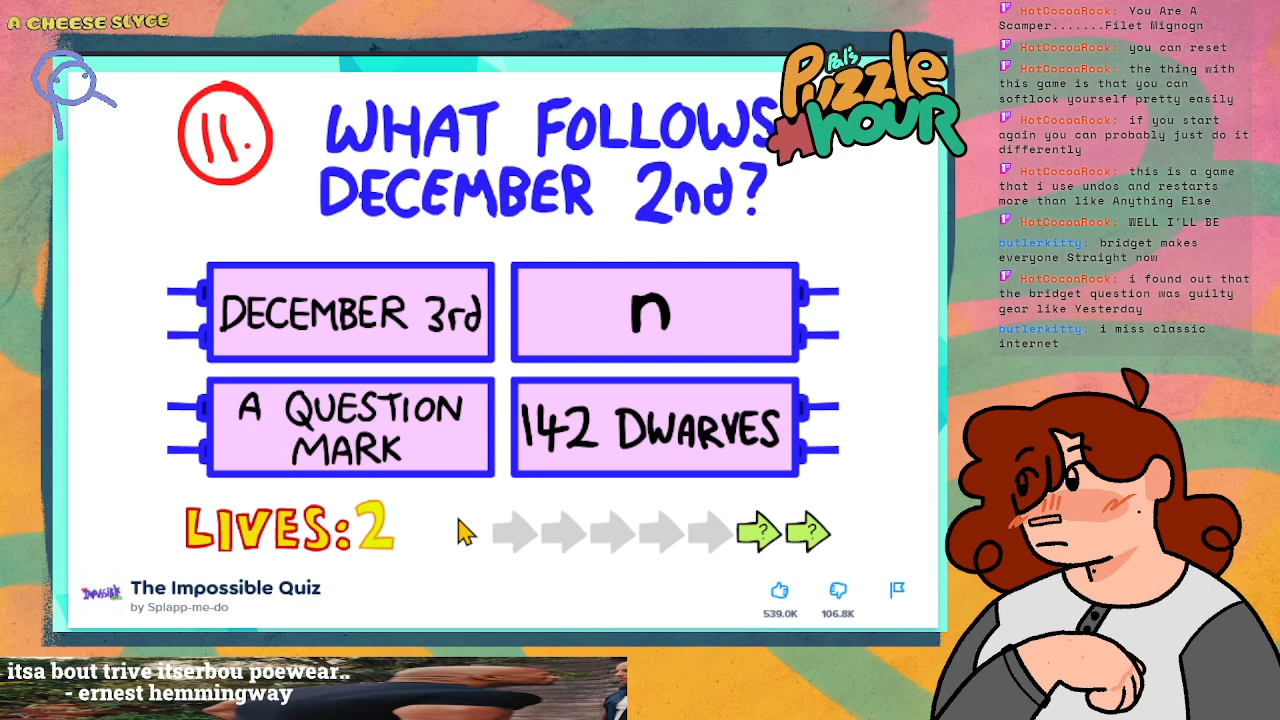 A CHEESE SLYCE
Pal's
Puzzle
HOUR
11.
WHAT FOLLOWS
DECEMBER 2nd?
DECEMBER 3rd
n
A QUESTION
MARK
142 DWARVES
LIVES:2
?
?
The Impossible Quiz
by Splapp-me-do
539.0K
106.8K
itsa bout trive itserbou poewear..
- ernest hemmingway
HotCocoaRock: You Are A
Scamper.......Filet Mignogn
HotCocoaRock: you can reset
HotCocoaRock: the thing with
this game is that you can
softlock yourself pretty easily
HotCocoaRock: if you start
again you can probably just do it
differently
HotCocoaRock: this is a game
that i use undos and restarts
more than like Anything Else
HotCocoaRock: WELL I'LL BE
butlerkitty: bridget makes
everyone Straight now
HotCocoaRock: i found out that
the bridget question was guilty
gear like Yesterday
butlerkitty: i miss classic
internet